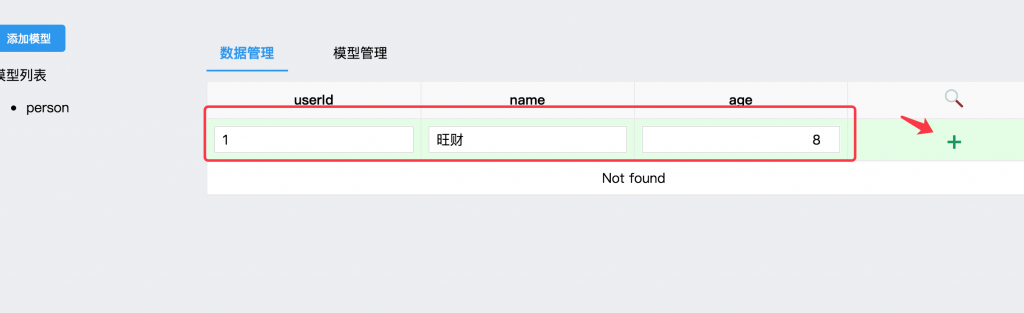 添加模型
模型列表
person
数据管理 模型管理
userId name age
1 旺财 8
Not found